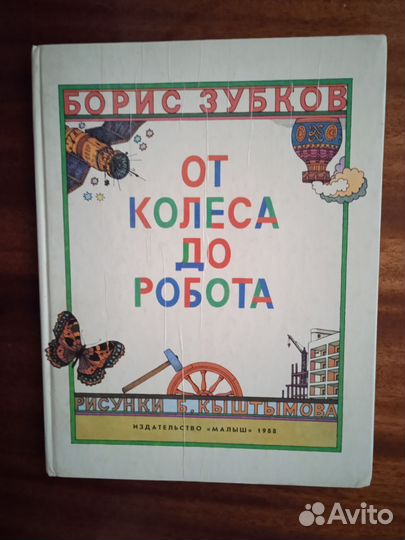 БОРИС ЗУБКОВ
ОТ
КОЛЕСА
ДО
РОБОТА
РИСУНКИ Б. КЫШТЫМОВА
ИЗДАТЕЛЬСТВО «МАЛЫШ» 1988
Avito